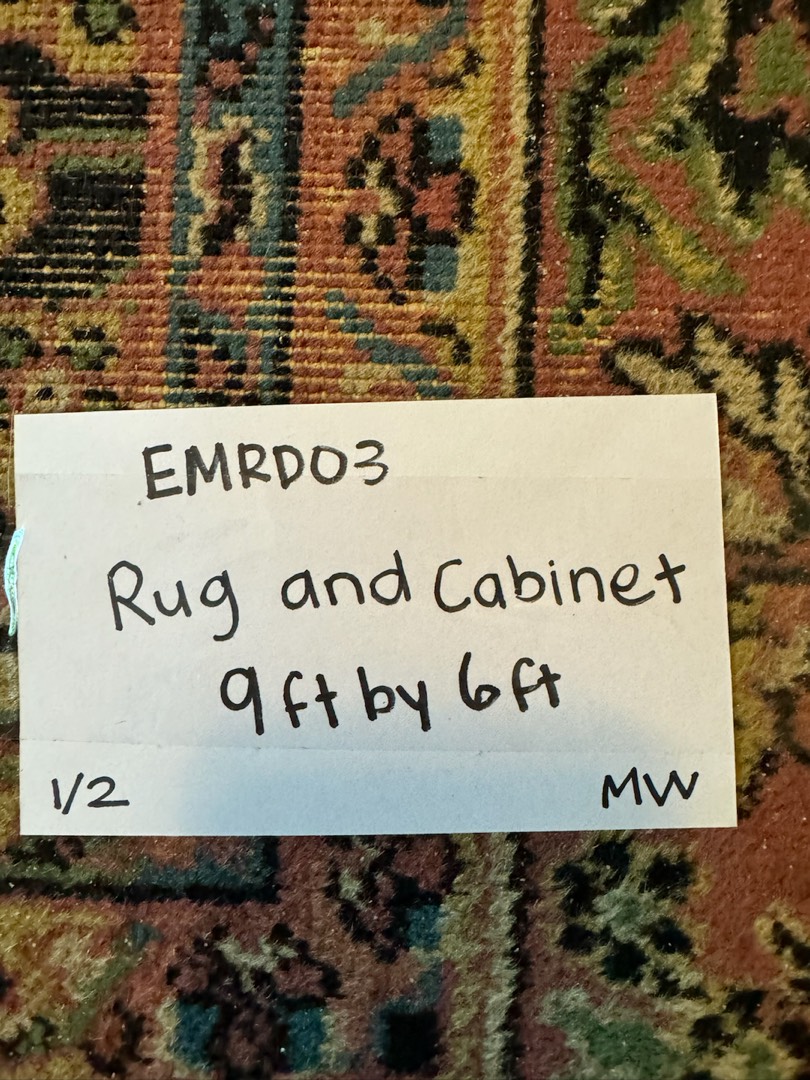 EMRD03
Rug and Cabinet
9ft by 6ft
1/2 MW